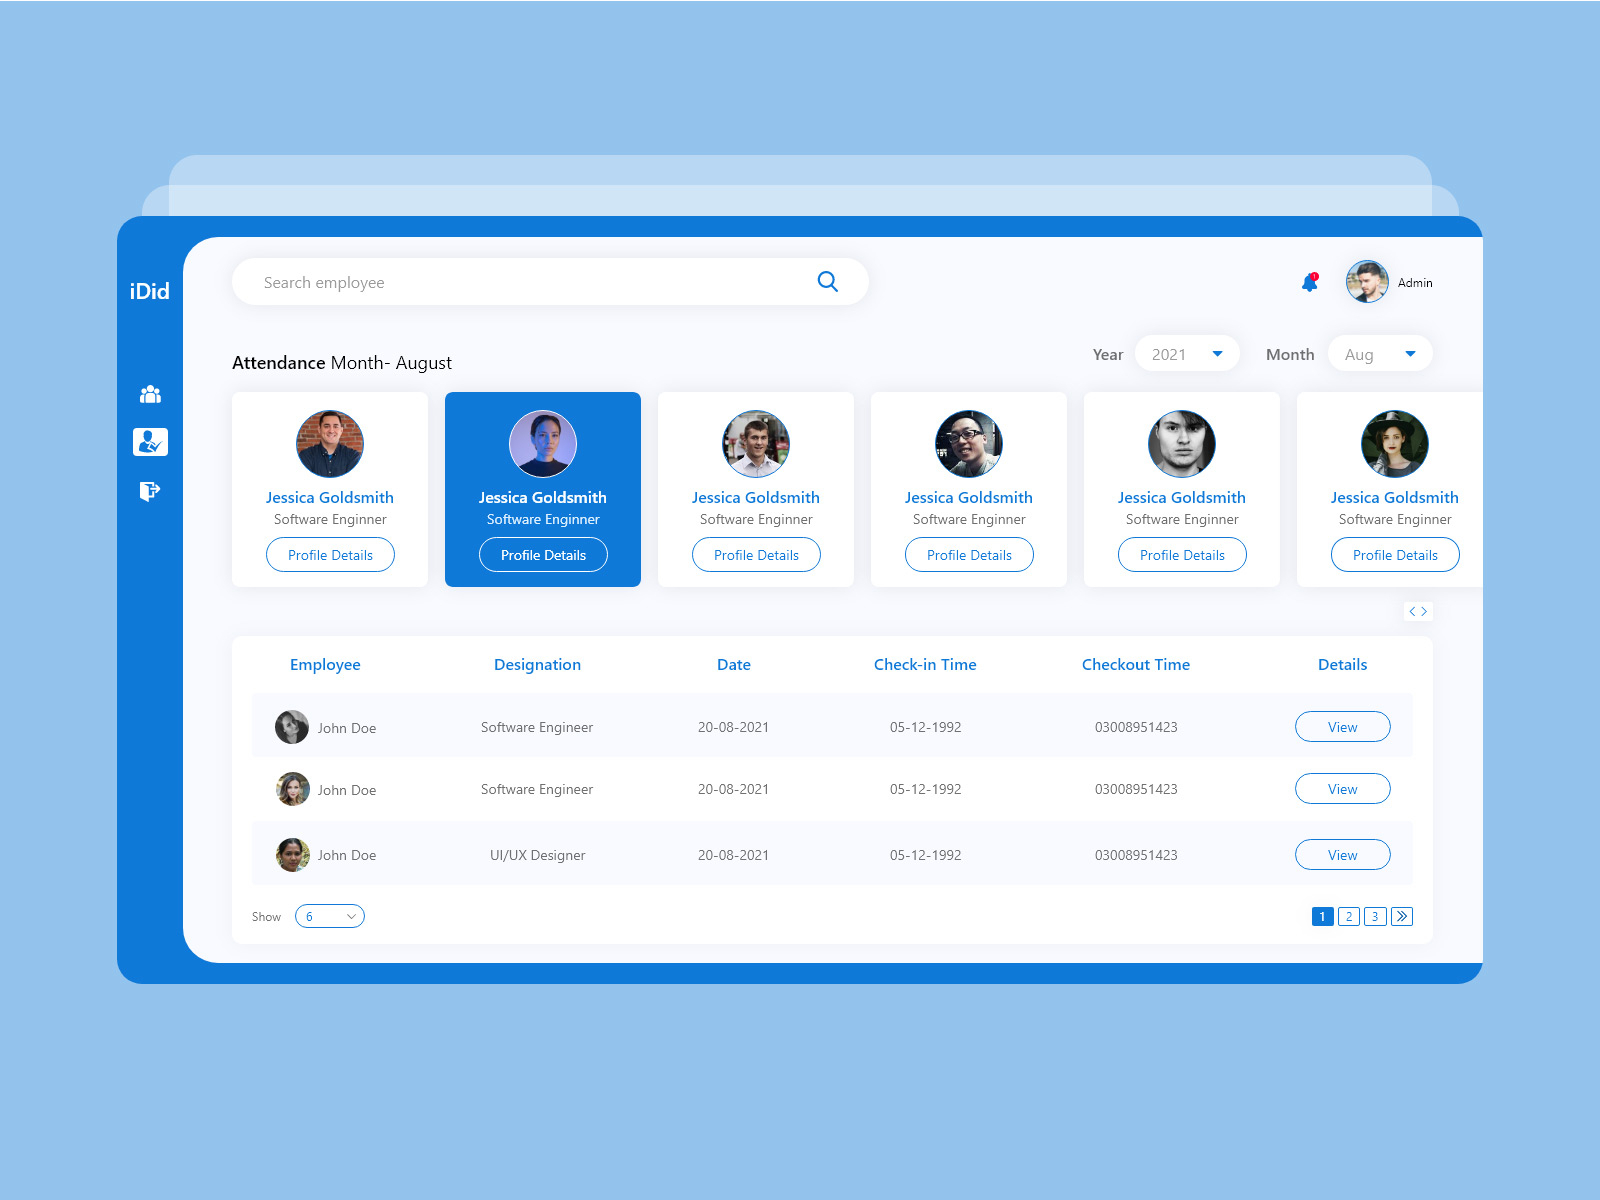 iDid
Search employee
1
Admin
Attendance Month- August
Year 2021 Month Aug
Jessica Goldsmith Jessica Goldsmith Jessica Goldsmith Jessica Goldsmith Jessica Goldsmith Jessica Goldsmith
Software Enginner Software Enginner Software Enginner Software Enginner Software Enginner Software Enginner
Profile Details Profile Details Profile Details Profile Details Profile Details Profile Details
Employee Designation Date Check-in Time Checkout Time Details
John Doe Software Engineer 20-08-2021 05-12-1992 03008951423 View
John Doe Software Engineer 20-08-2021 05-12-1992 03008951423 View
John Doe UI/UX Designer 20-08-2021 05-12-1992 03008951423 View
Show 6 1 2 3